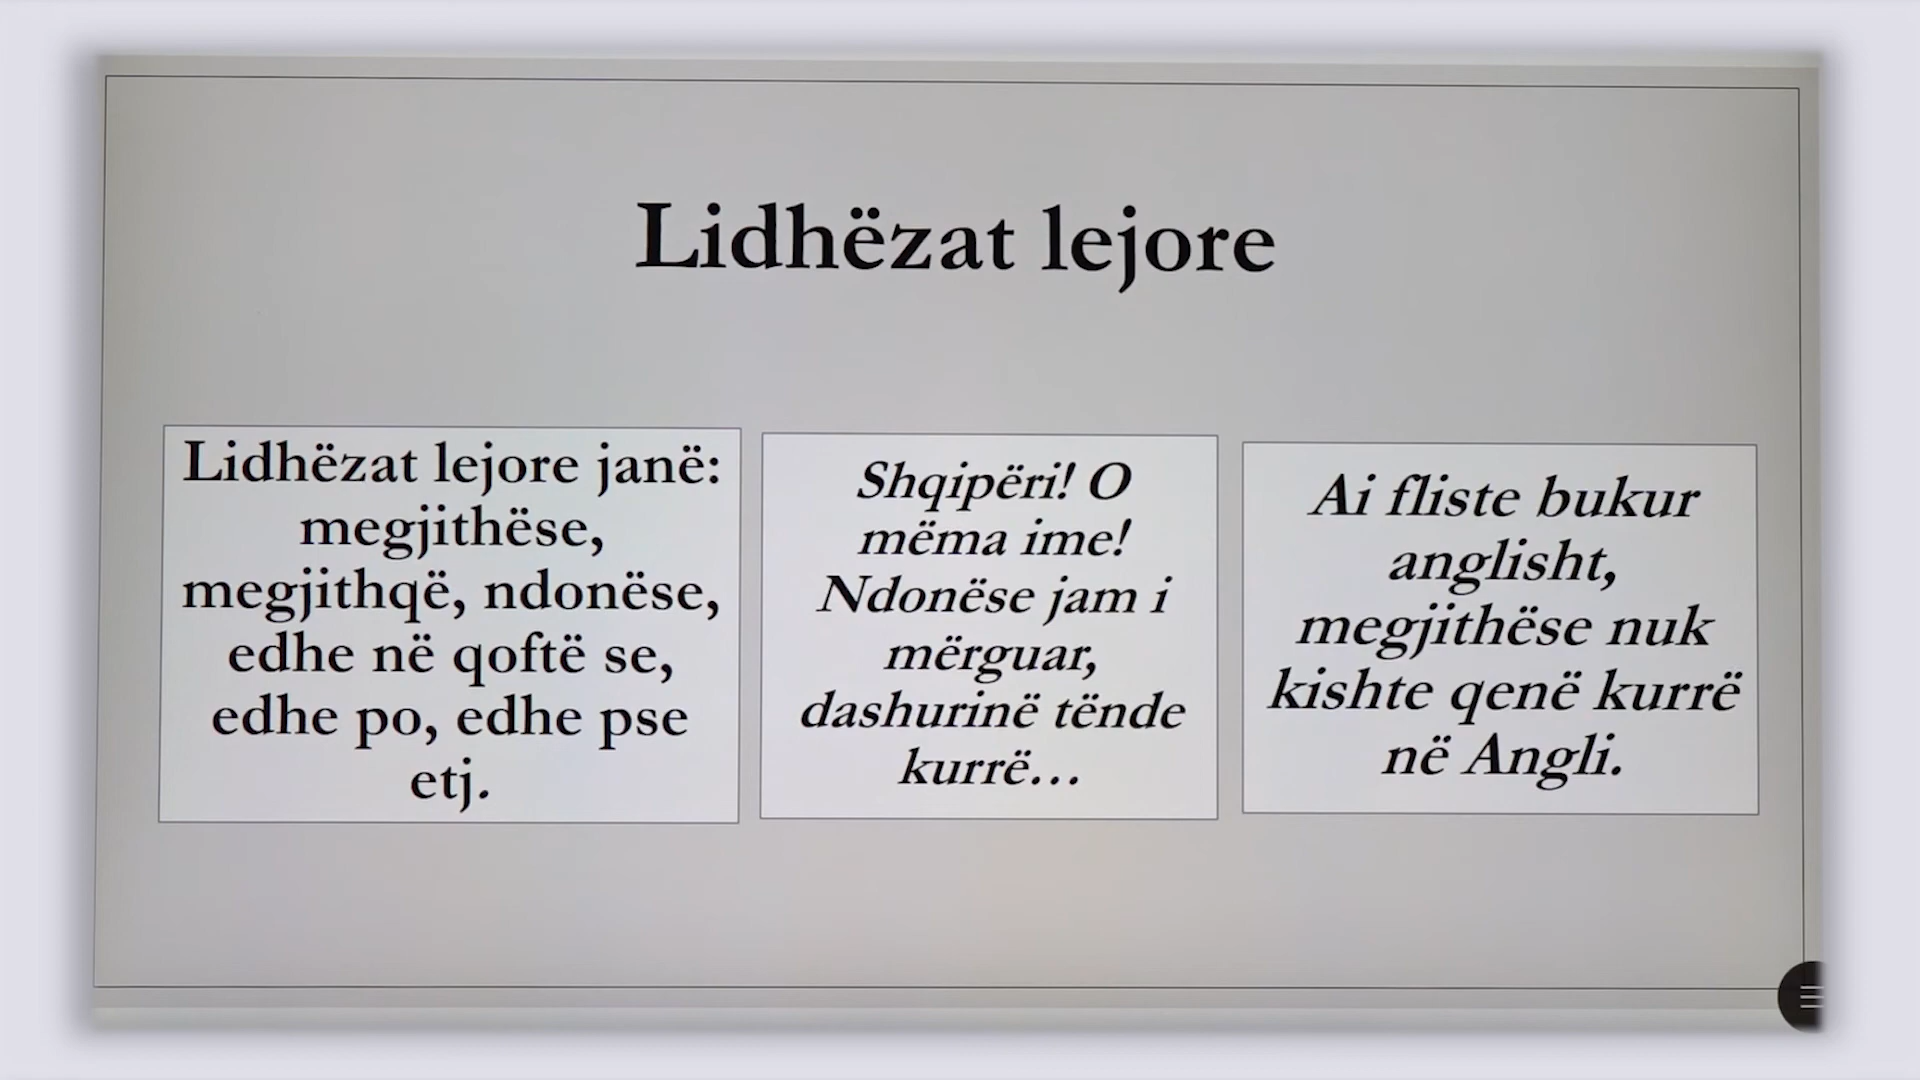 Lidhëzat lejore
Lidhëzat lejore janë:
megjithëse,
megjithqë, ndonëse,
edhe në qoftë se,
edhe po, edhe pse
etj.
Shqipëri! O
mëma ime!
Ndonëse jam i
mërguar,
dashurinë tënde
kurrë…
Ai fliste bukur
anglisht,
megjithëse nuk
kishte qenë kurrë
në Angli.